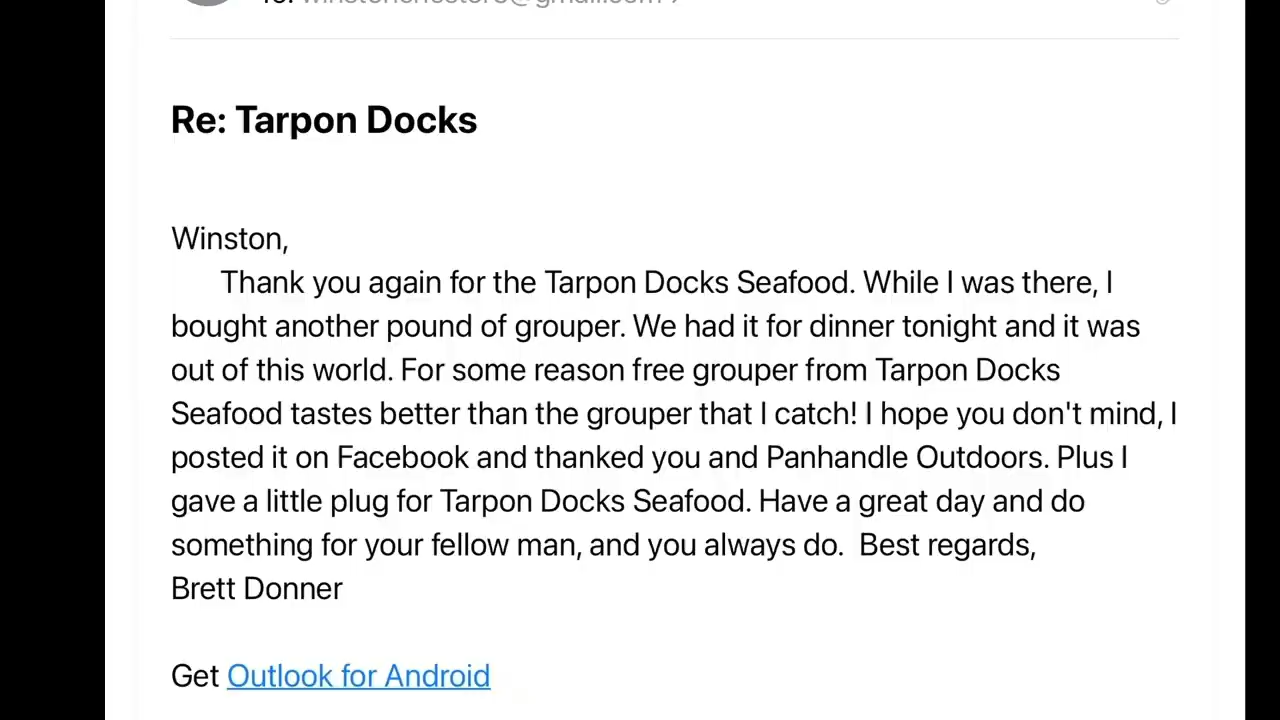 Re: Tarpon Docks
Winston,
Thank you again for the Tarpon Docks Seafood. While I was there, I
bought another pound of grouper. We had it for dinner tonight and it was
out of this world. For some reason free grouper from Tarpon Docks
Seafood tastes better than the grouper that I catch! I hope you don't mind, I
posted it on Facebook and thanked you and Panhandle Outdoors. Plus I
gave a little plug for Tarpon Docks Seafood. Have a great day and do
something for your fellow man, and you always do.  Best regards,
Brett Donner
Get Outlook for Android